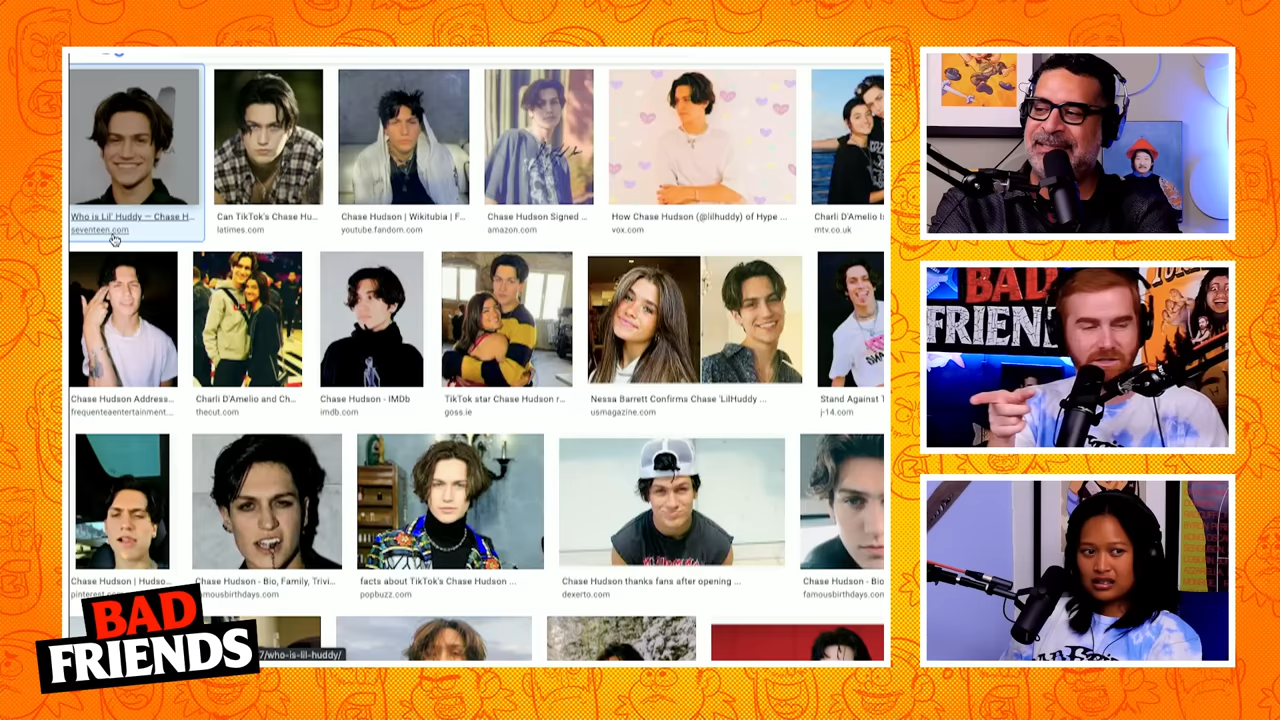 Who is Lil' Huddy — Chase H...
seventeen.com
Can TikTok's Chase Hu...
latimes.com
Chase Hudson | Wikitubia | F...
youtube.fandom.com
Chase Hudson Signed ...
amazon.com
How Chase Hudson (@lilhuddy) of Hype ...
vox.com
Charli D'Amelio Is
mtv.co.uk
Chase Hudson Address...
frequenteaentertainment....
Charli D'Amelio and Ch...
thecut.com
Chase Hudson - IMDb
imdb.com
TikTok star Chase Hudson r...
goss.ie
Nessa Barrett Confirms Chase 'LilHuddy ...
usmagazine.com
Stand Against T
j-14.com
Chase Hudson | Hudso...
pinterest.com
Chase Hudson - Bio, Family, Trivi...
famousbirthdays.com
facts about TikTok's Chase Hudson ...
popbuzz.com
Chase Hudson thanks fans after opening ...
dexerto.com
Chase Hudson - Bio
famousbirthdays.com
7/who-is-lil-huddy/
BAD
FRIENDS
BAD
FRIEN